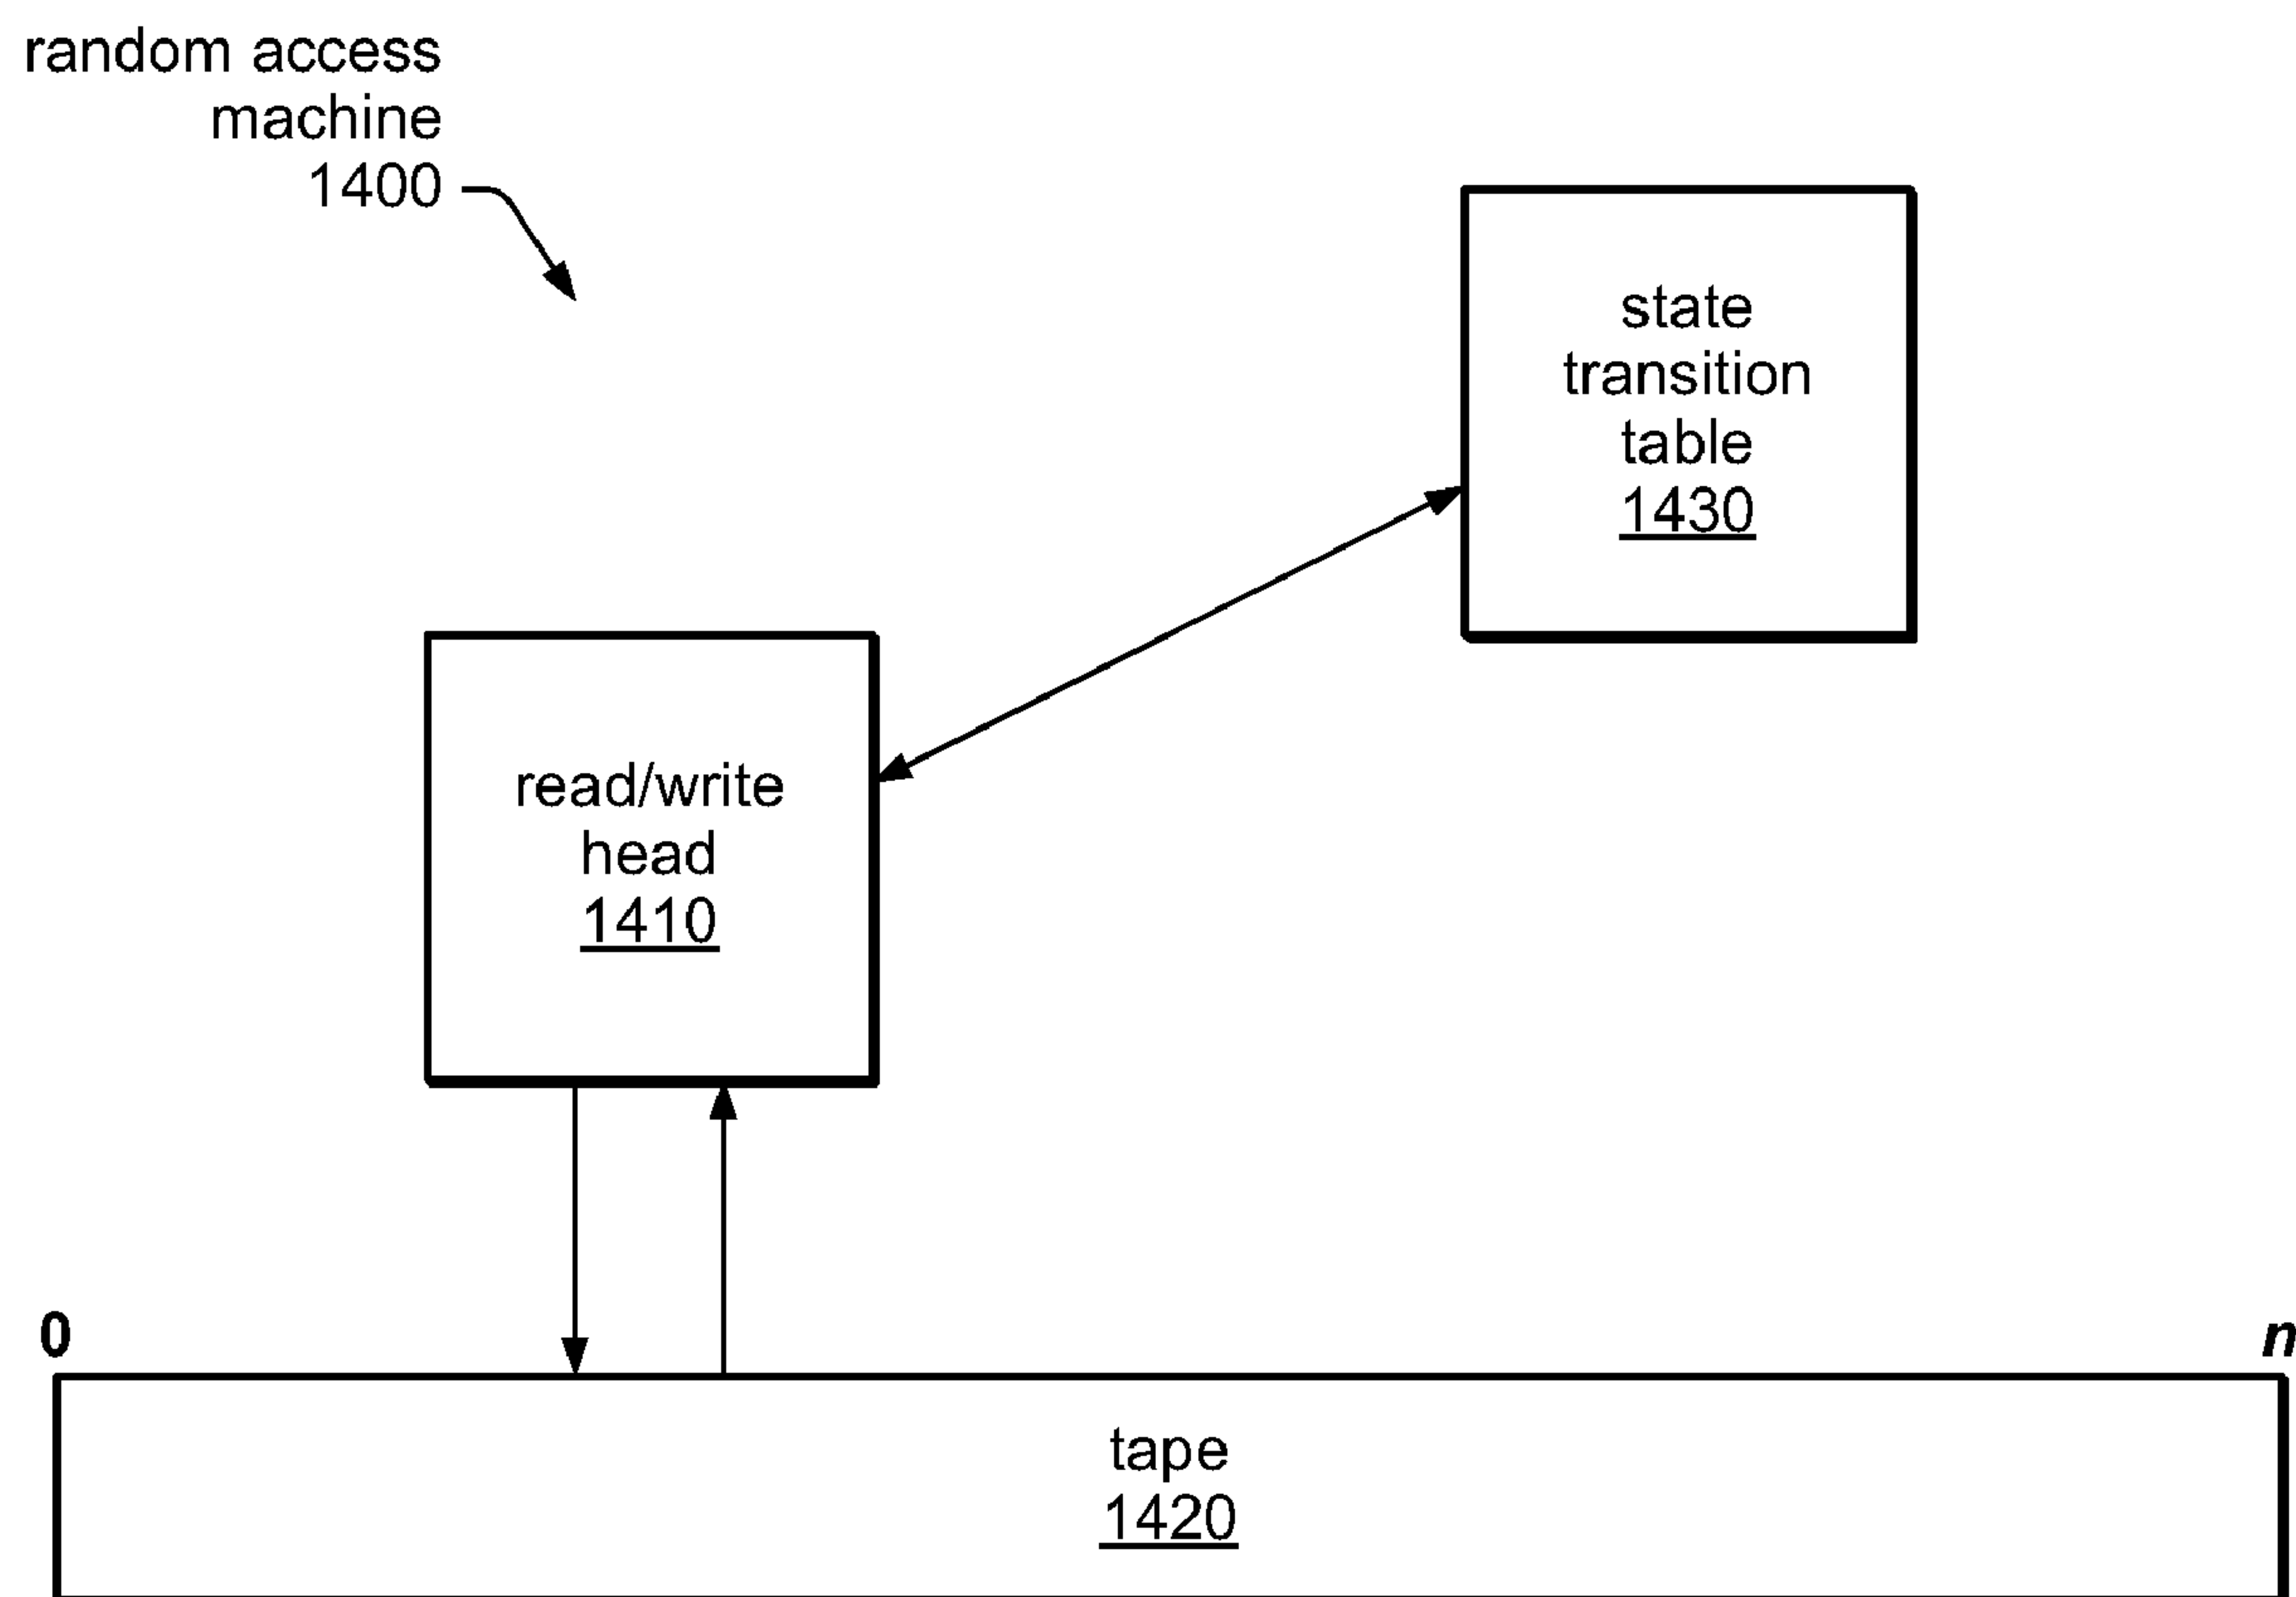 random access
machine
1400
state
transition
table
1430
read/write
head
1410
0
n
tape
1420